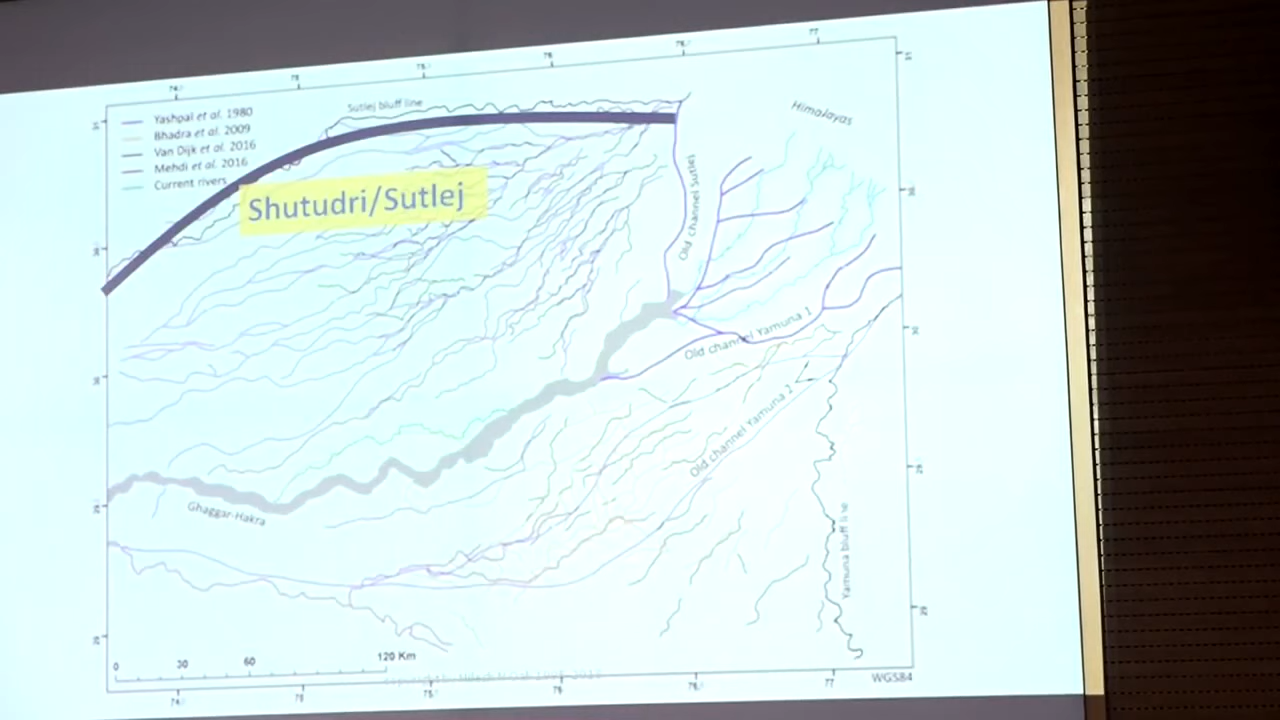 Sutlej bluff line
Himalayas
Yashpal et al. 1980
Bhadra et al. 2009
Van Dijk et al. 2016
Mehdi et al. 2016
Current rivers
Shutudri/Sutlej
Old channel Sutlej
Old channel Yamuna 1
Old channel Yamuna 2
Ghaggar-Hakra
Yamuna bluff line
0 30 60 120 Km
WGS84
77
77